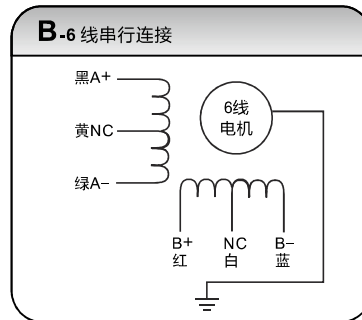 B-6 线串行连接
黑A+
黄NC
绿A–
6线
电机
B+ NC B–
红 白 蓝